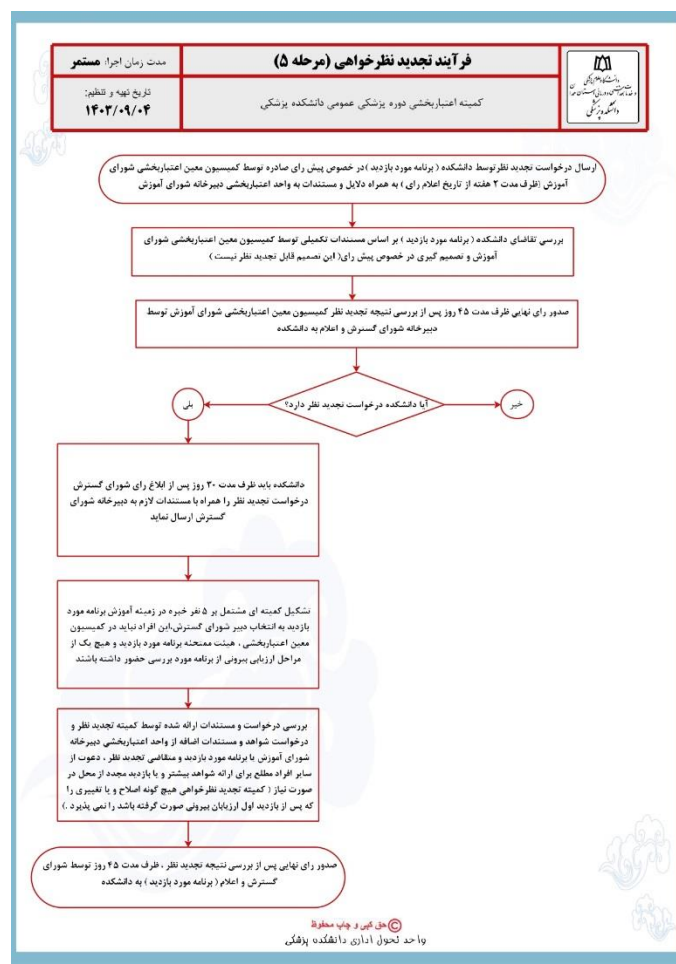 فرآیند تجدید نظرخواهی (مرحله ۵)
مدت زمان اجرا: مستمر
کمیته اعتباربخشی دوره پزشکی عمومی دانشکده پزشکی
تاریخ تهیه و تنظیم:
۱۴۰۳/۰۹/۰۴
دانشکده پزشکی
ارسال درخواست تجدید نظر توسط دانشکده ( برنامه مورد بازدید ) در خصوص پیش رای صادره توسط کمیسیون معین اعتباربخشی شورای
آموزش (ظرف مدت ۲ هفته از تاریخ اعلام رای ) به همراه دلایل و مستندات به واحد اعتباربخشی دبیرخانه شورای آموزش
بررسی تقاضای دانشکده ( برنامه مورد بازدید ) بر اساس مستندات تکمیلی توسط کمیسیون معین اعتباربخشی شورای
آموزش و تصمیم گیری در خصوص پیش رای( این تصمیم قابل تجدید نظر نیست )
صدور رای نهایی ظرف مدت ۴۵ روز پس از بررسی نتیجه تجدید نظر کمیسیون معین اعتباربخشی شورای آموزش توسط
دبیرخانه شورای گسترش و اعلام به دانشکده
آیا دانشکده درخواست تجدید نظر دارد؟
خیر
بلی
دانشکده باید ظرف مدت ۳۰ روز پس از ابلاغ رای شورای گسترش
درخواست تجدید نظر را همراه با مستندات لازم به دبیرخانه شورای
گسترش ارسال نماید
تشکیل کمیته ای مشتمل بر ۵ نفر خبره در زمینه آموزش برنامه مورد
بازدید به انتخاب دبیر شورای گسترش،این افراد نباید در کمیسیون
معین اعتباربخشی ، هیئت ممتحنه برنامه مورد بازدید و هیچ یک از
مراحل ارزیابی بیرونی از برنامه مورد بررسی حضور داشته باشند
بررسی درخواست و مستندات ارائه شده توسط کمیته تجدید نظر و
درخواست شواهد و مستندات اضافه از واحد اعتباربخشی دبیرخانه
شورای آموزش یا برنامه مورد بازدید و متقاضی تجدید نظر ، دعوت از
سایر افراد مطلع برای ارائه شواهد بیشتر و یا بازدید مجدد از محل در
صورت نیاز ( کمیته تجدید نظرخواهی هیچ گونه اصلاح و یا تغییری را
که پس از بازدید اول ارزیابان بیرونی صورت گرفته باشد را نمی پذیرد .)
صدور رای نهایی پس از بررسی نتیجه تجدید نظر ، ظرف مدت ۴۵ روز توسط شورای
گسترش و اعلام ( برنامه مورد بازدید ) به دانشکده
©حق کپی و چاپ محفوظ
واحد تحول اداری دانشکده پزشکی